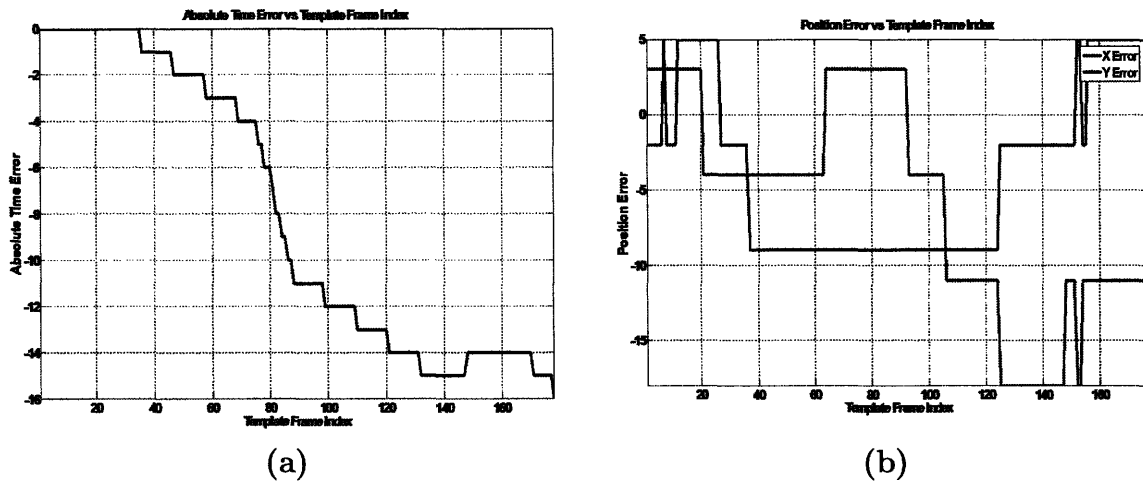 Absolute Time Error vs Template Frame Index
0
-2
-4
-6
-8
-10
-12
-14
-16
Absolute Time Error
20 40 60 80 100 120 140 160
Template Frame Index
(a)
Position Error vs Template Frame Index
5
0
-5
-10
-15
Position Error
X Error
Y Error
20 40 60 80 100 120 140 160
Template Frame Index
(b)